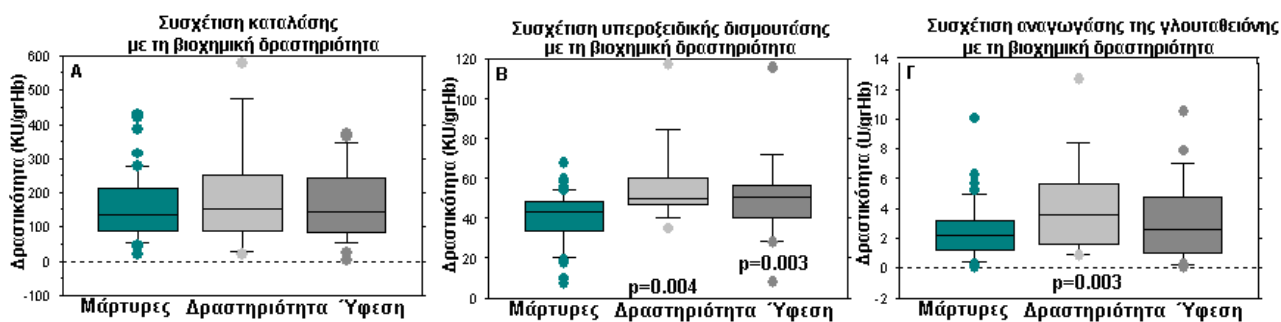 Συσχέτιση καταλάσης
με τη βιοχημική δραστηριότητα
Α
Δραστικότητα (KU/grHb)
600
500
400
300
200
100
0
-100
Μάρτυρες Δραστηριότητα Ύφεση
Συσχέτιση υπεροξειδικής δισμουτάσης
με τη βιοχημική δραστηριότητα
Β
Δραστικότητα (KU/grHb)
120
100
80
60
40
20
0
p=0.004
p=0.003
Μάρτυρες Δραστηριότητα Ύφεση
Συσχέτιση αναγωγάσης της γλουταθειόνης
με τη βιοχημική δραστηριότητα
Γ
Δραστικότητα (U/grHb)
14
12
10
8
6
4
2
0
-2
p=0.003
Μάρτυρες Δραστηριότητα Ύφεση